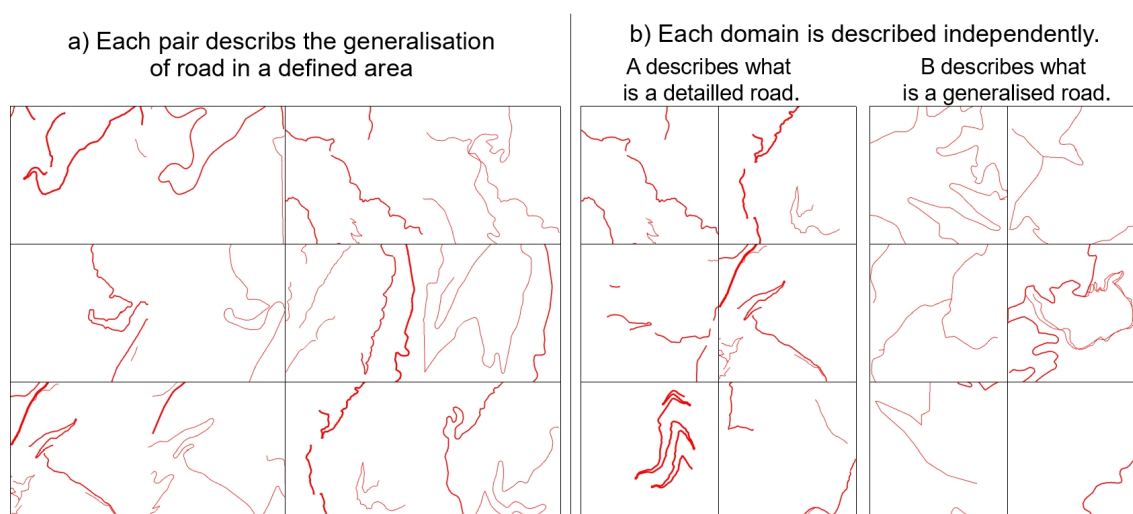 a) Each pair describs the generalisation
of road in a defined area
b) Each domain is described independently.
A describes what
is a detailled road.
B describes what
is a generalised road.